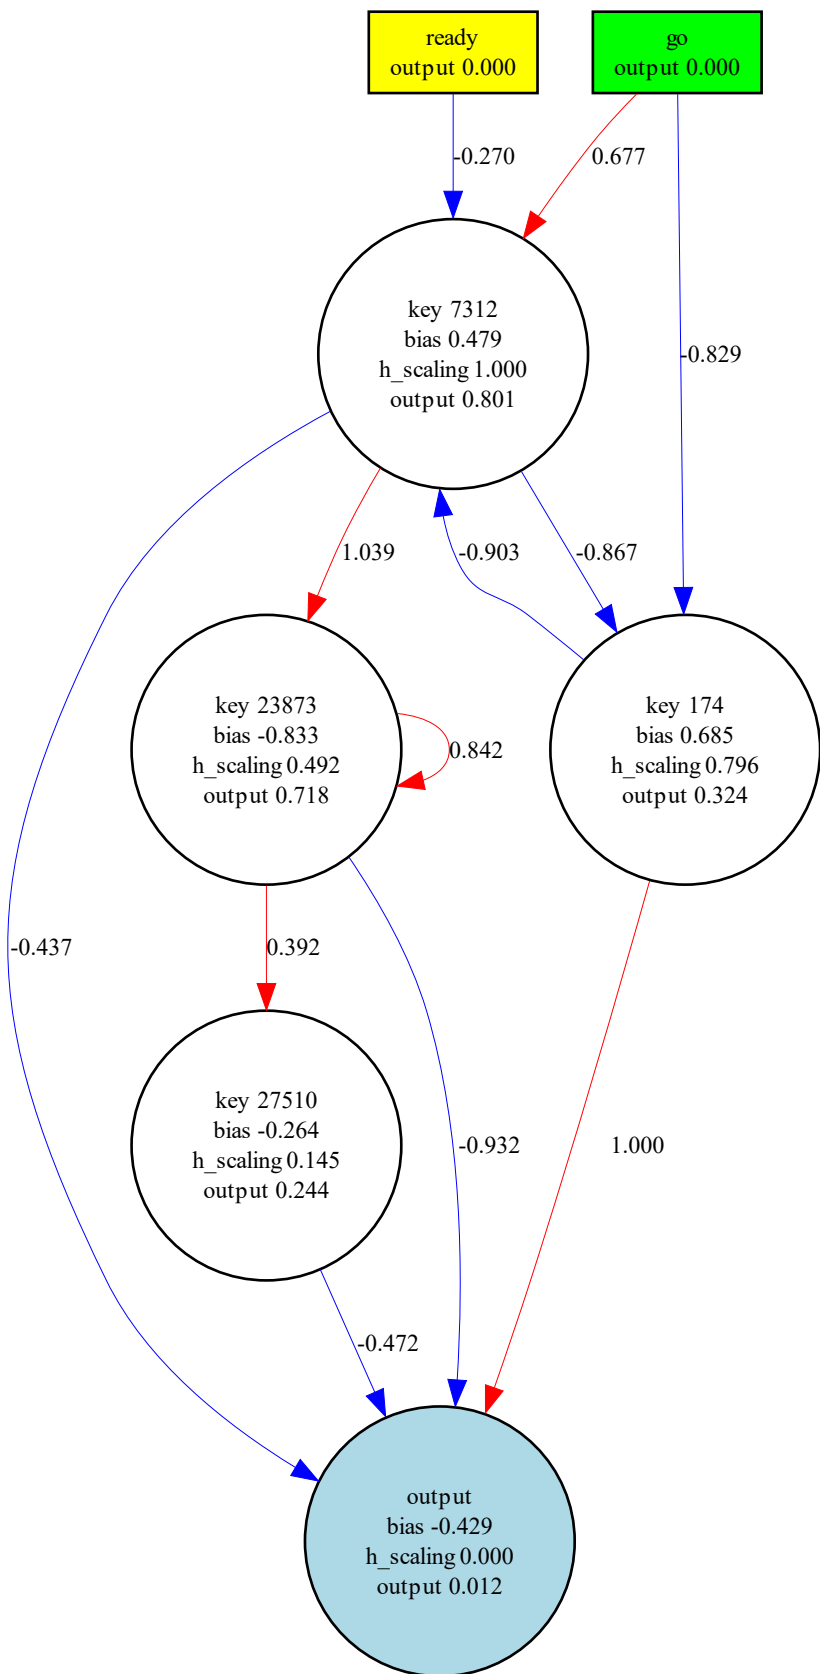 ready
output 0.000
go
output 0.000
-0.270
0.677
key 7312
bias 0.479
h_scaling 1.000
output 0.801
-0.829
1.039
-0.903
-0.867
key 23873
bias -0.833
h_scaling 0.492
output 0.718
0.842
key 174
bias 0.685
h_scaling 0.796
output 0.324
-0.437
0.392
key 27510
bias -0.264
h_scaling 0.145
output 0.244
-0.932
1.000
-0.472
output
bias -0.429
h_scaling 0.000
output 0.012